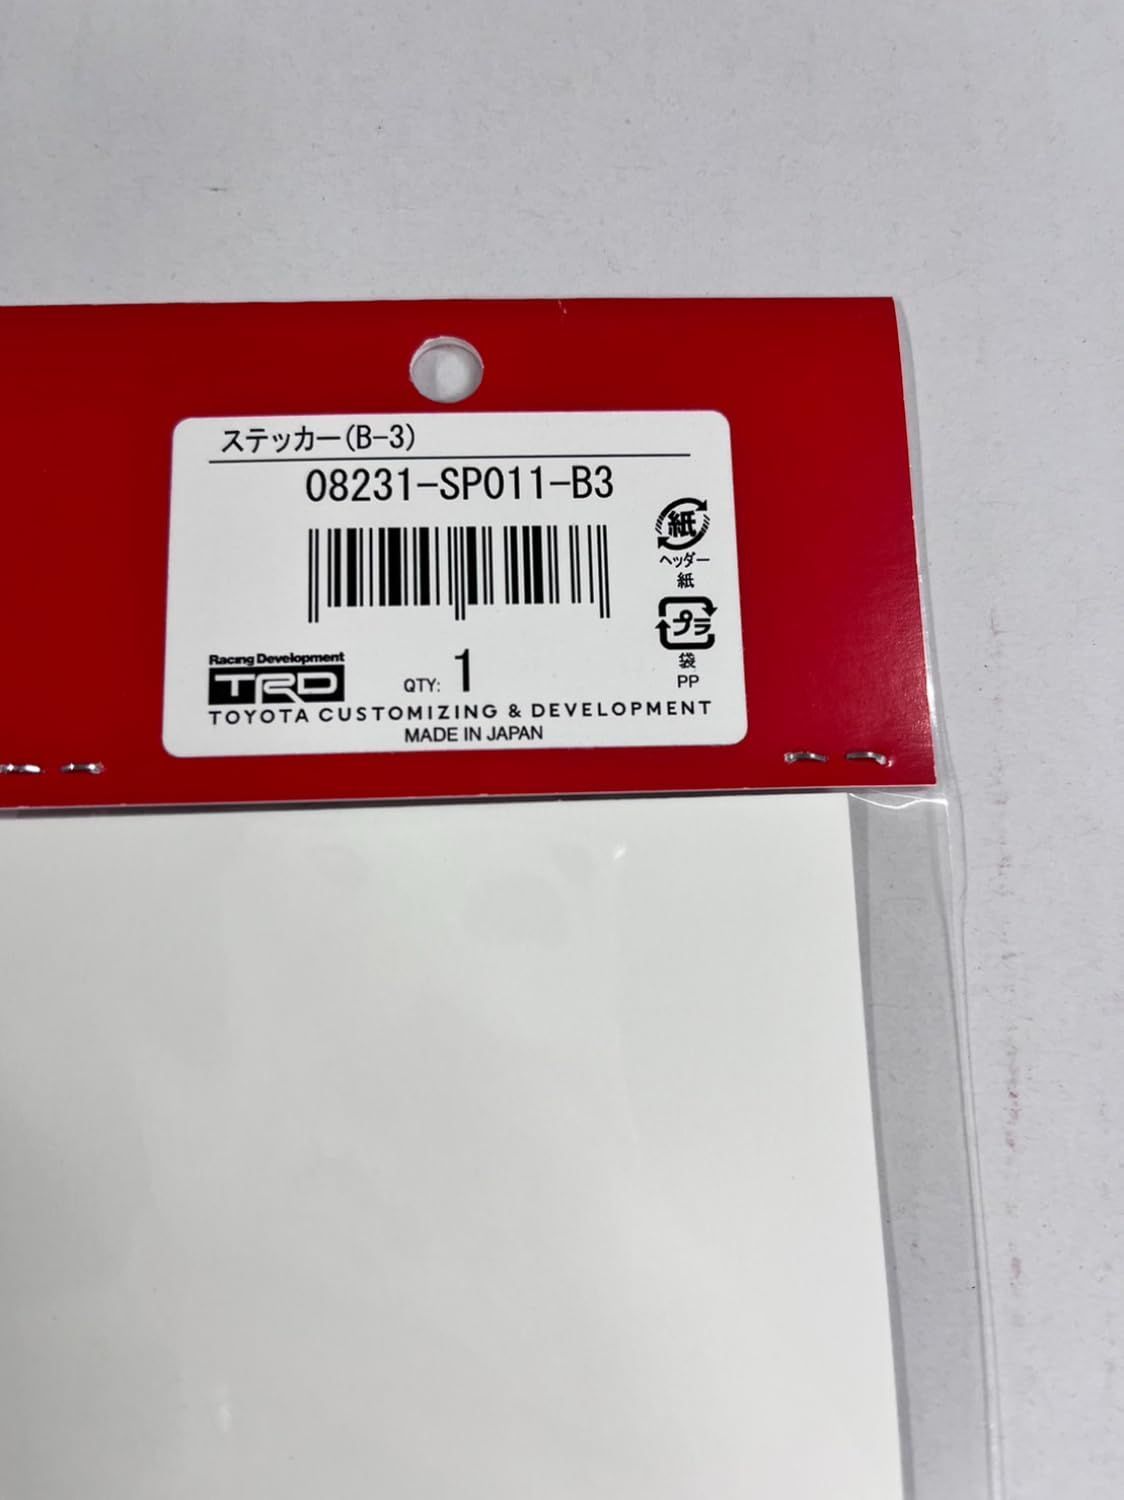 ステッカー(B-3)
08231-SP011-B3
紙
ヘッダー
紙
プラ
袋
PP
Racing Development
TRD
QTY: 1
TOYOTA CUSTOMIZING & DEVELOPMENT
MADE IN JAPAN